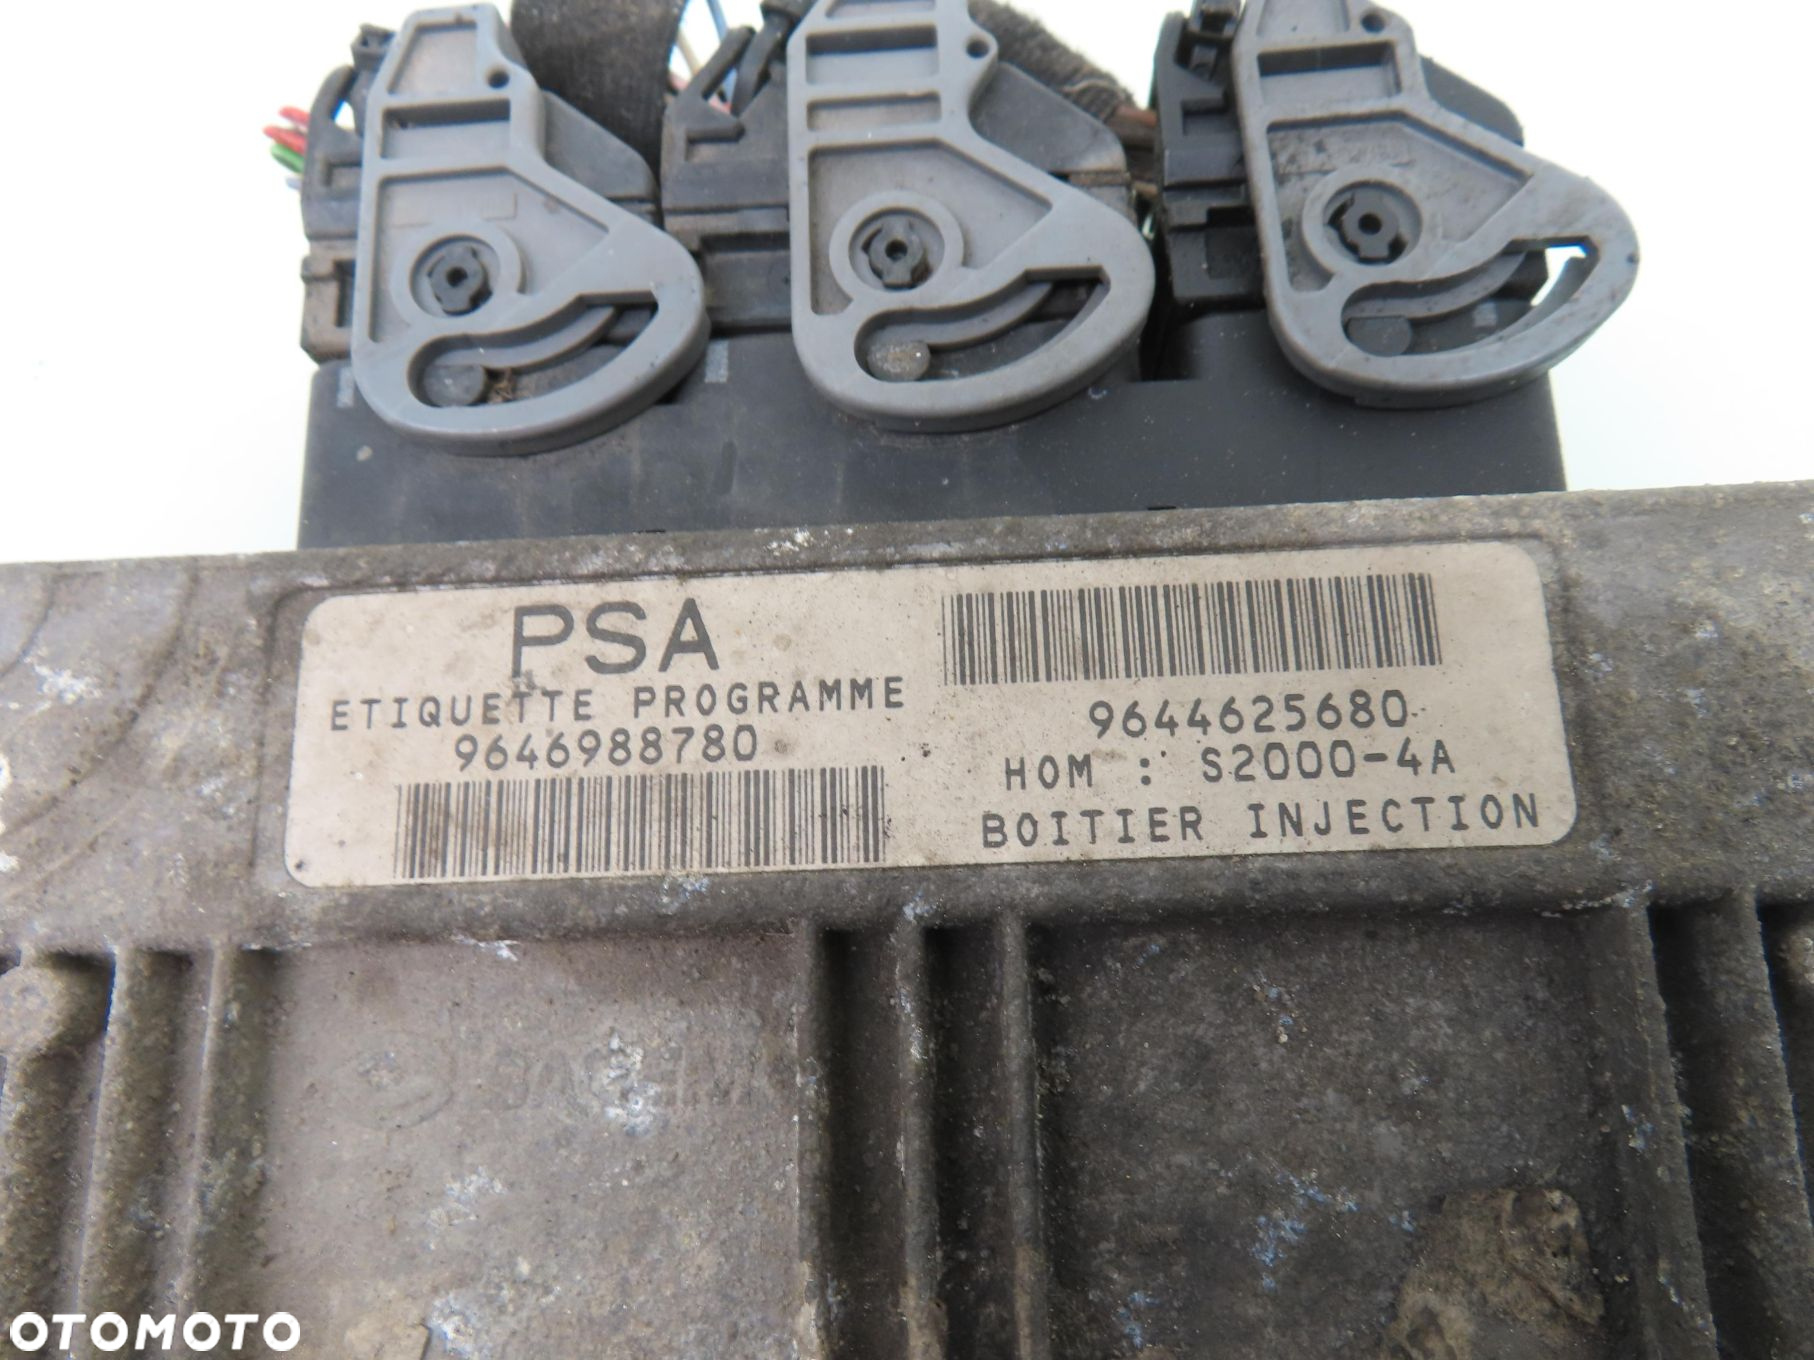 PSA
ETIQUETTE PROGRAMME
9646988780
9644625680
HOM : S2000-4A
BOITIER INJECTION
OTOMOTO